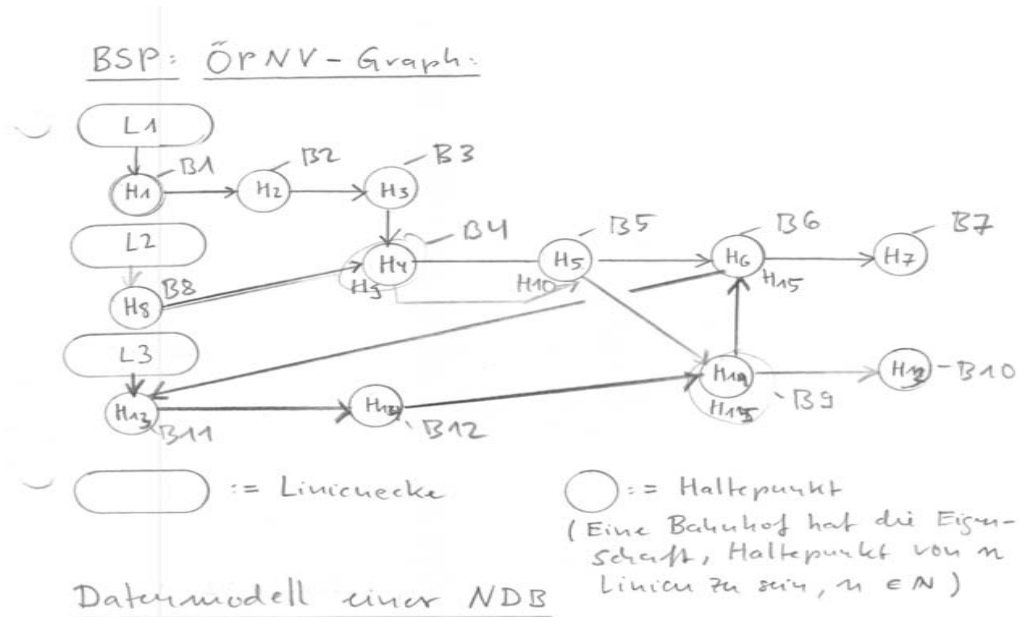 BSP: ÖPNV-Graph:
L1
B1 B2 B3
H1 H2 H3
L2 B4 B5 B6 B7
H4 H5 H6 H7
B8 H9 H10 H15
H8
L3
H12 - B10
H13 B9
B11 B12
:= Linienecke := Haltepunkt
(Eine Bahnhof hat die Eigen-
schaft, Haltepunkt von n
Linien zu sein, n ∈ N)
Datenmodell einer NDB